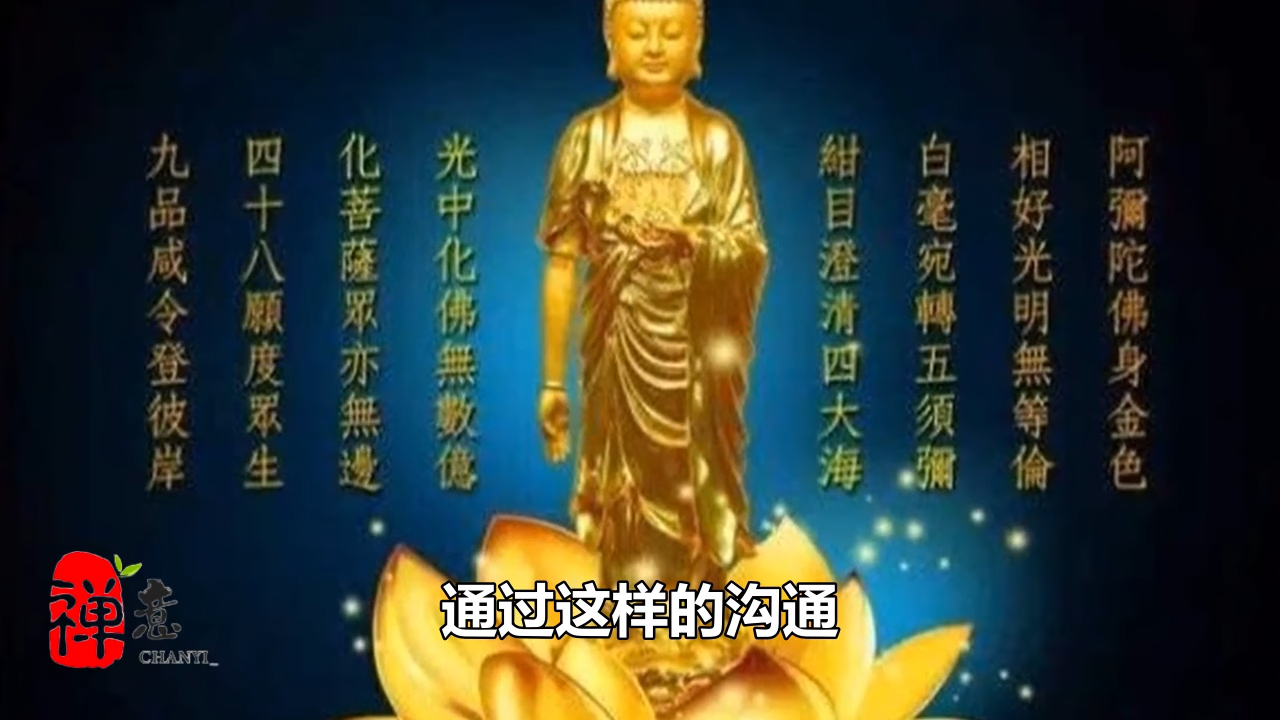 阿彌陀佛身金色
相好光明無等倫
白毫宛轉五須彌
紺目澄清四大海
光中化佛無數億
化菩薩眾亦無邊
四十八願度眾生
九品咸令登彼岸
禅意
CHANYI_
通过这样的沟通